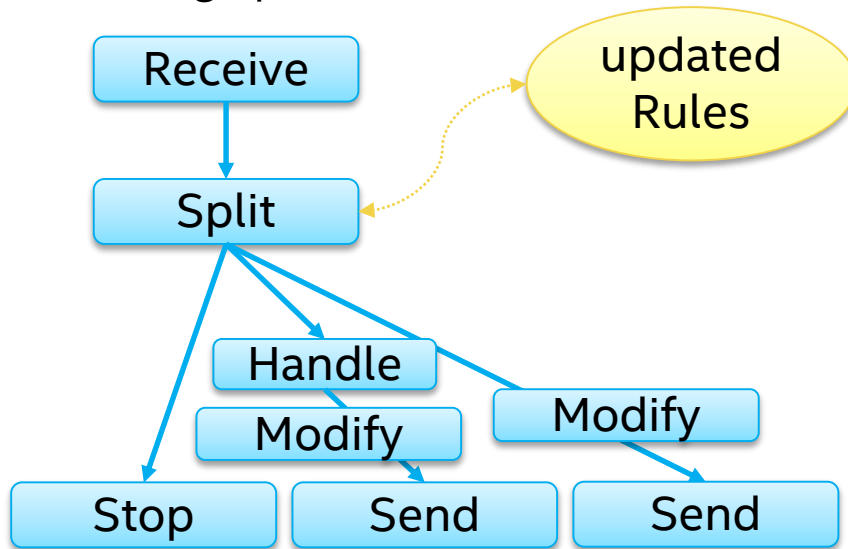 Receive
updated
Rules
Split
Handle
Modify
Modify
Stop
Send
Send